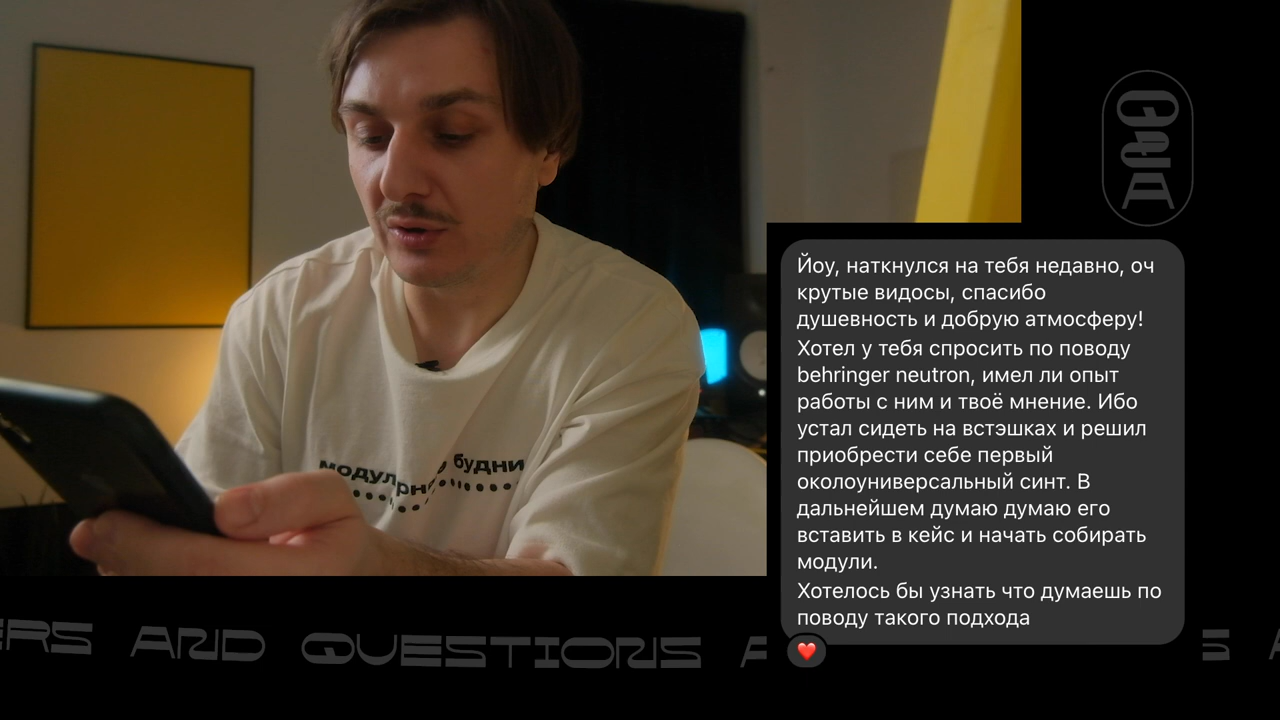 Q&A
Йоу, наткнулся на тебя недавно, оч
крутые видосы, спасибо
душевность и добрую атмосферу!
Хотел у тебя спросить по поводу
behringer neutron, имел ли опыт
работы с ним и твоё мнение. Ибо
устал сидеть на встэшках и решил
приобрести себе первый
околоуниверсальный синт. В
дальнейшем думаю думаю его
вставить в кейс и начать собирать
модули.
Хотелось бы узнать что думаешь по
поводу такого подхода
будни
AND QUESTIONS